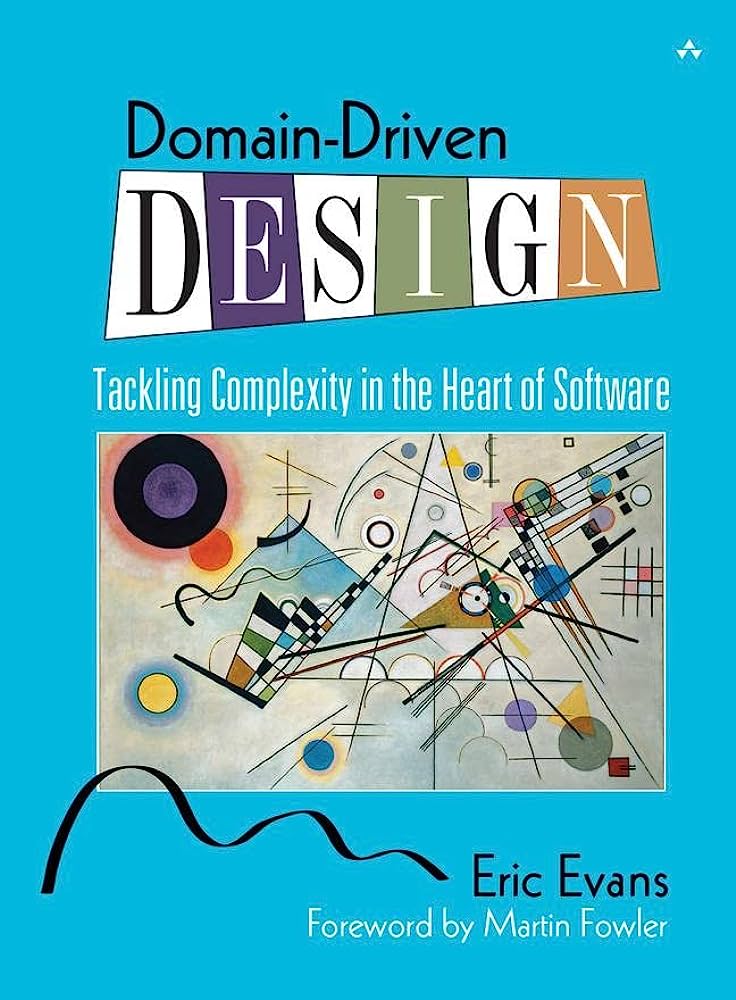 Domain-Driven
DESIGN
Tackling Complexity in the Heart of Software
Eric Evans
Foreword by Martin Fowler